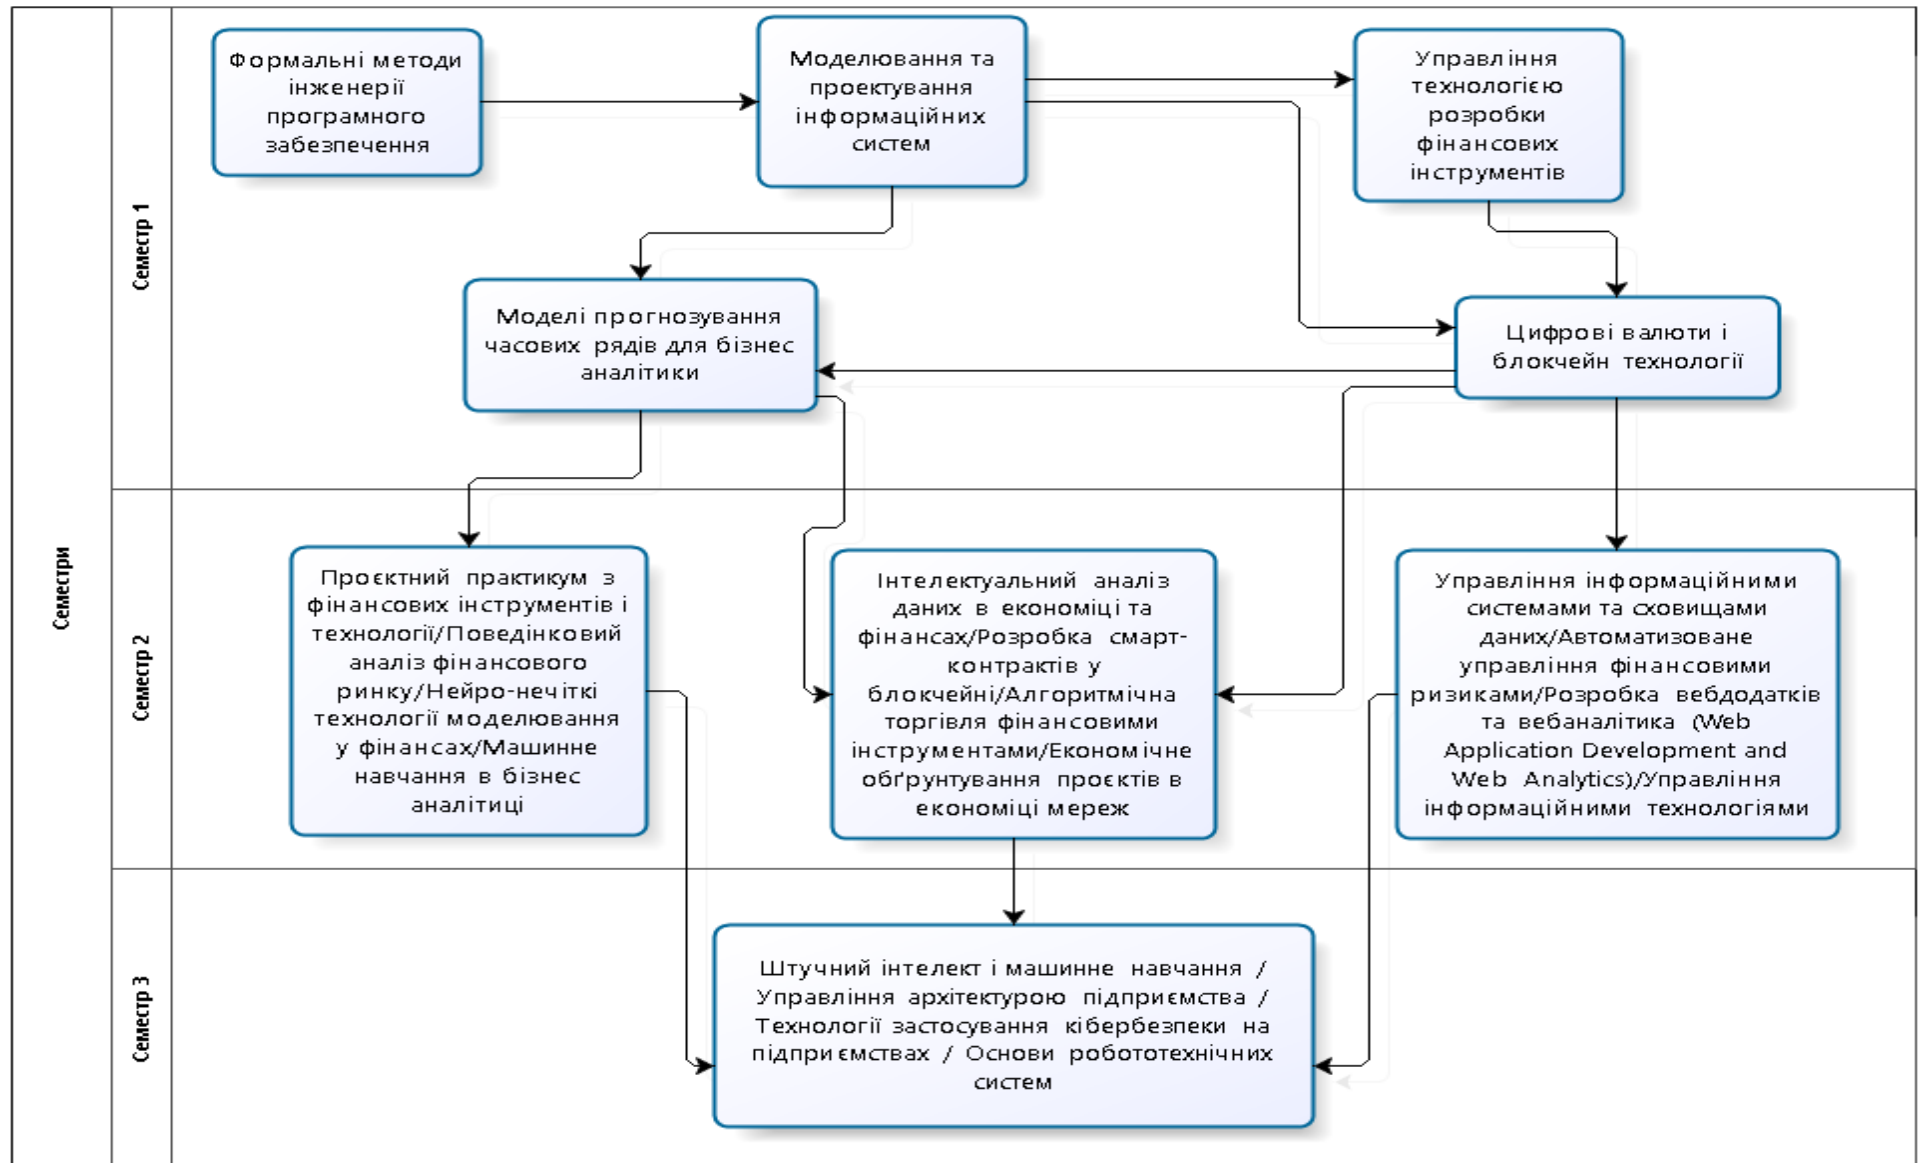 Семестри
Семестр 1
Формальні методи
інженерії
програмного
забезпечення
Моделювання та
проектування
інформаційних
систем
Управління
технологією
розробки
фінансових
інструментів
Моделі прогнозування
часових рядів для бізнес
аналітики
Цифрові валюти і
блокчейн технології
Семестр 2
Проєктний практикум з
фінансових інструментів і
технології/Поведінковий
аналіз фінансового
ринку/Нейро-нечіткі
технології моделювання
у фінансах/Машинне
навчання в бізнес
аналітиці
Інтелектуальний аналіз
даних в економіці та
фінансах/Розробка смарт-
контрактів у
блокчейні/Алгоритмічна
торгівля фінансовими
інструментами/Економічне
обґрунтування проєктів в
економіці мереж
Управління інформаційними
системами та сховищами
даних/Автоматизоване
управління фінансовими
ризиками/Розробка вебдодатків
та вебаналітика (Web
Application Development and
Web Analytics)/Управління
інформаційними технологіями
Семестр 3
Штучний інтелект і машинне навчання /
Управління архітектурою підприємства /
Технології застосування кібербезпеки на
підприємствах / Основи робототехнічних
систем